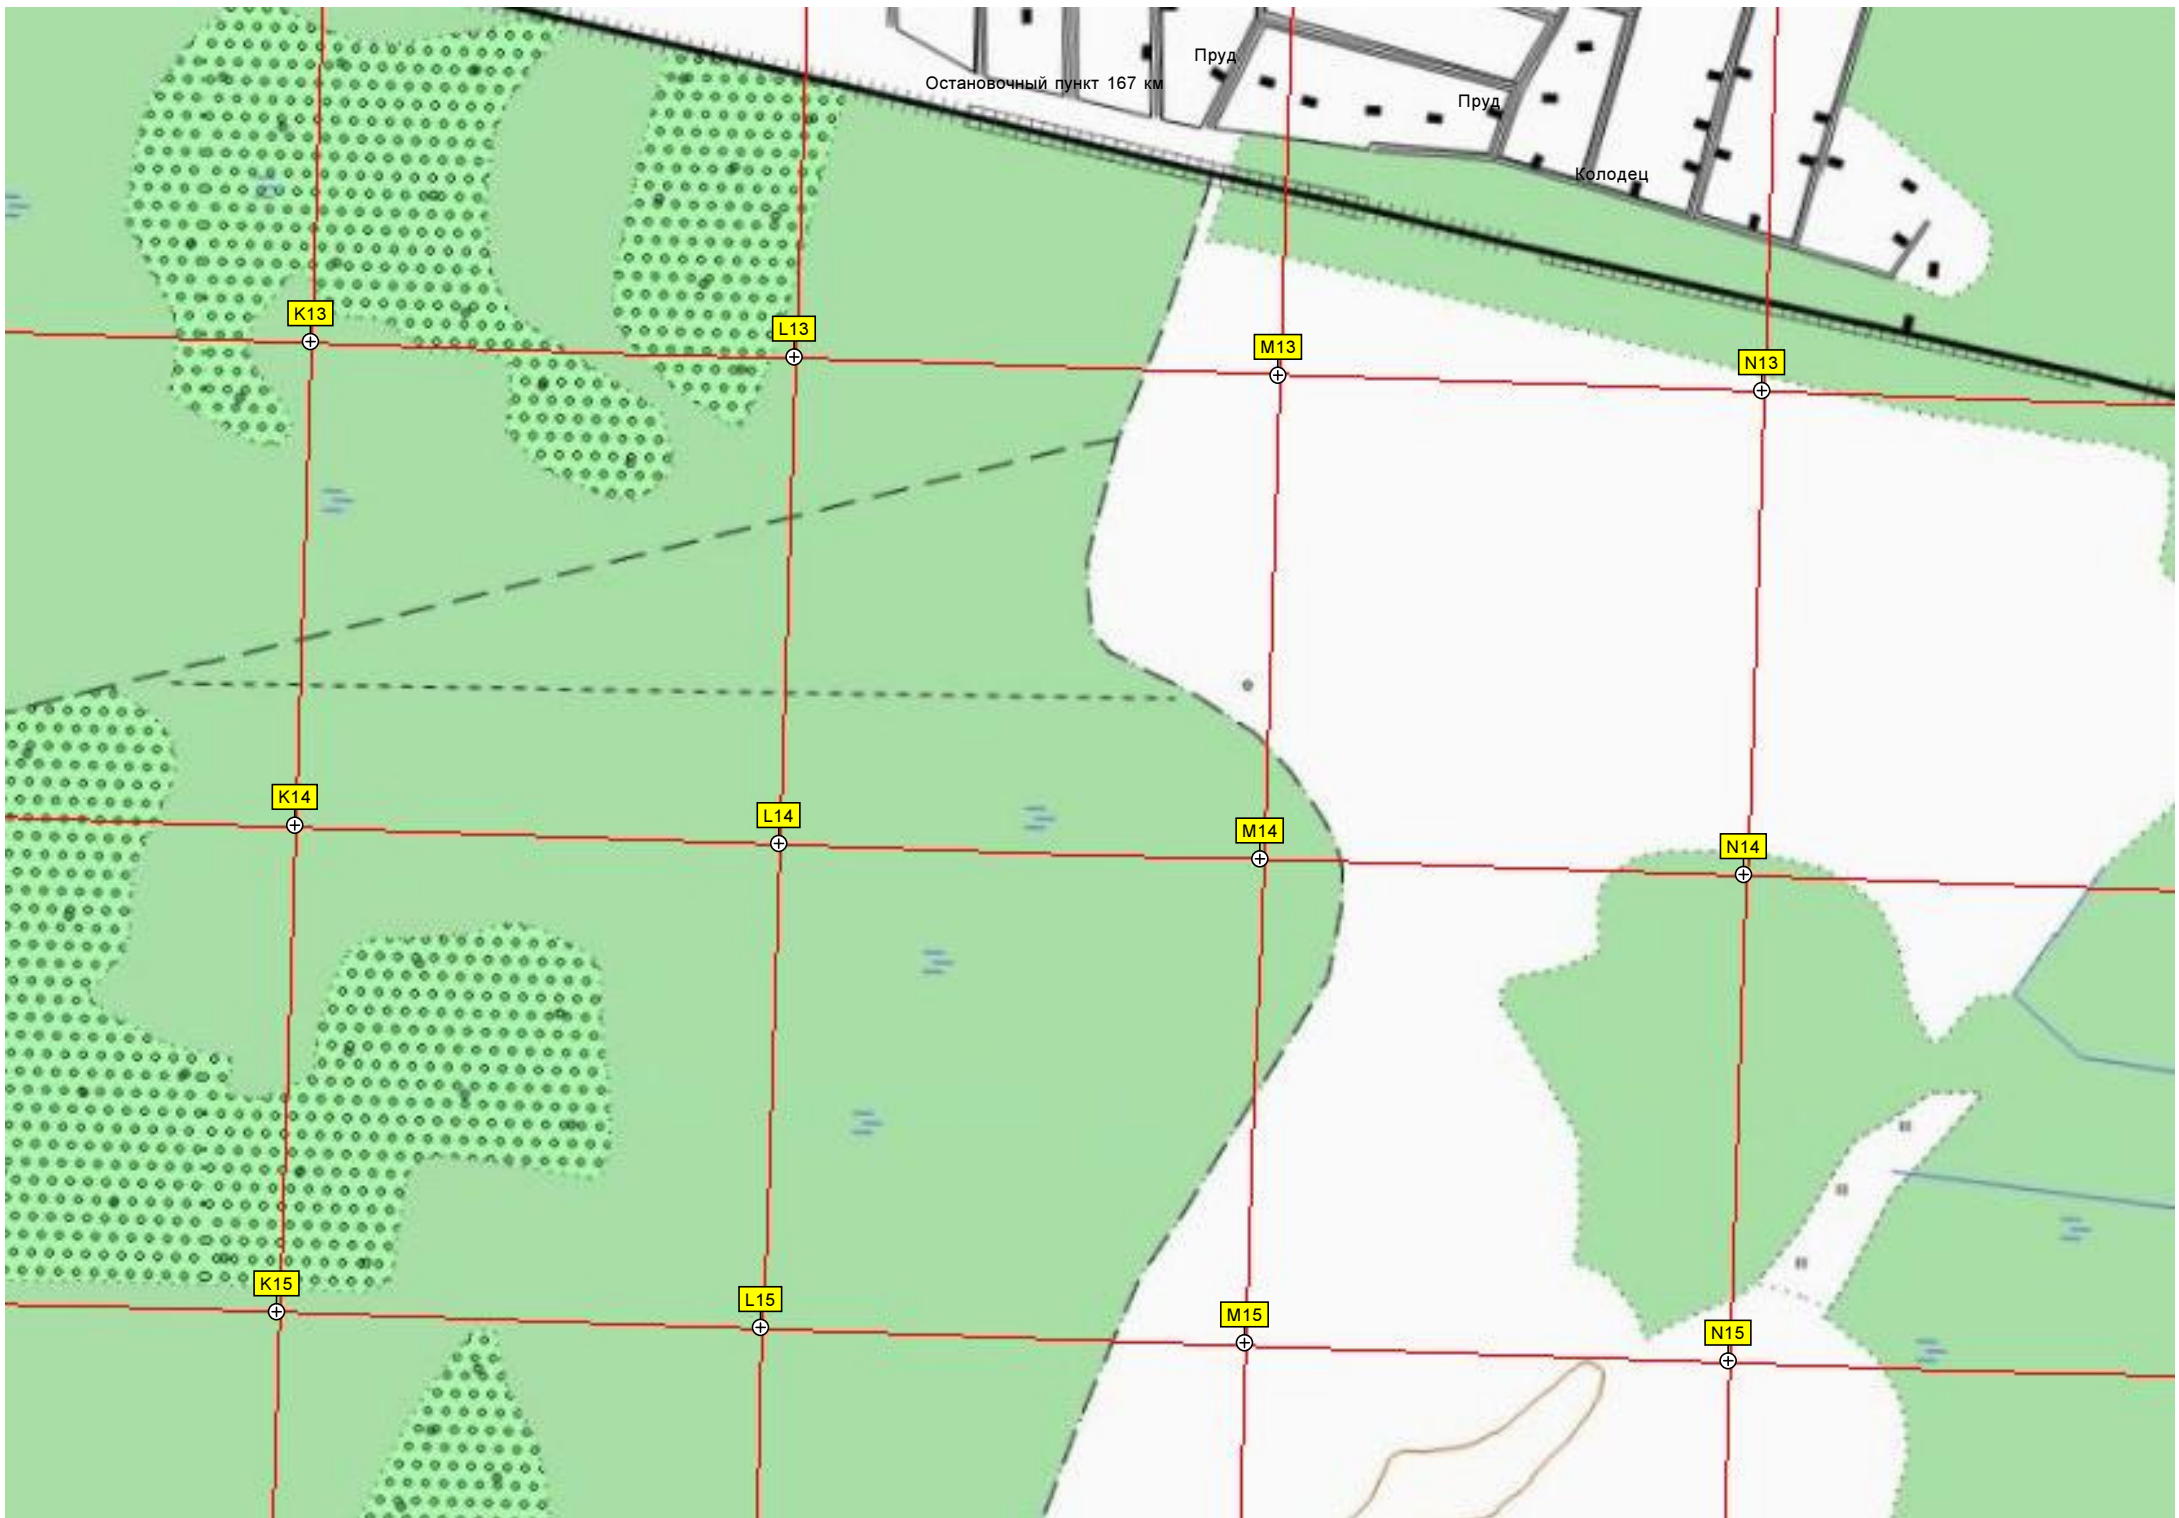 Пруд
Остановочный пункт 167 км
Пруд
Колодец
K13
L13
M13
N13
K14
L14
M14
N14
K15
L15
M15
N15